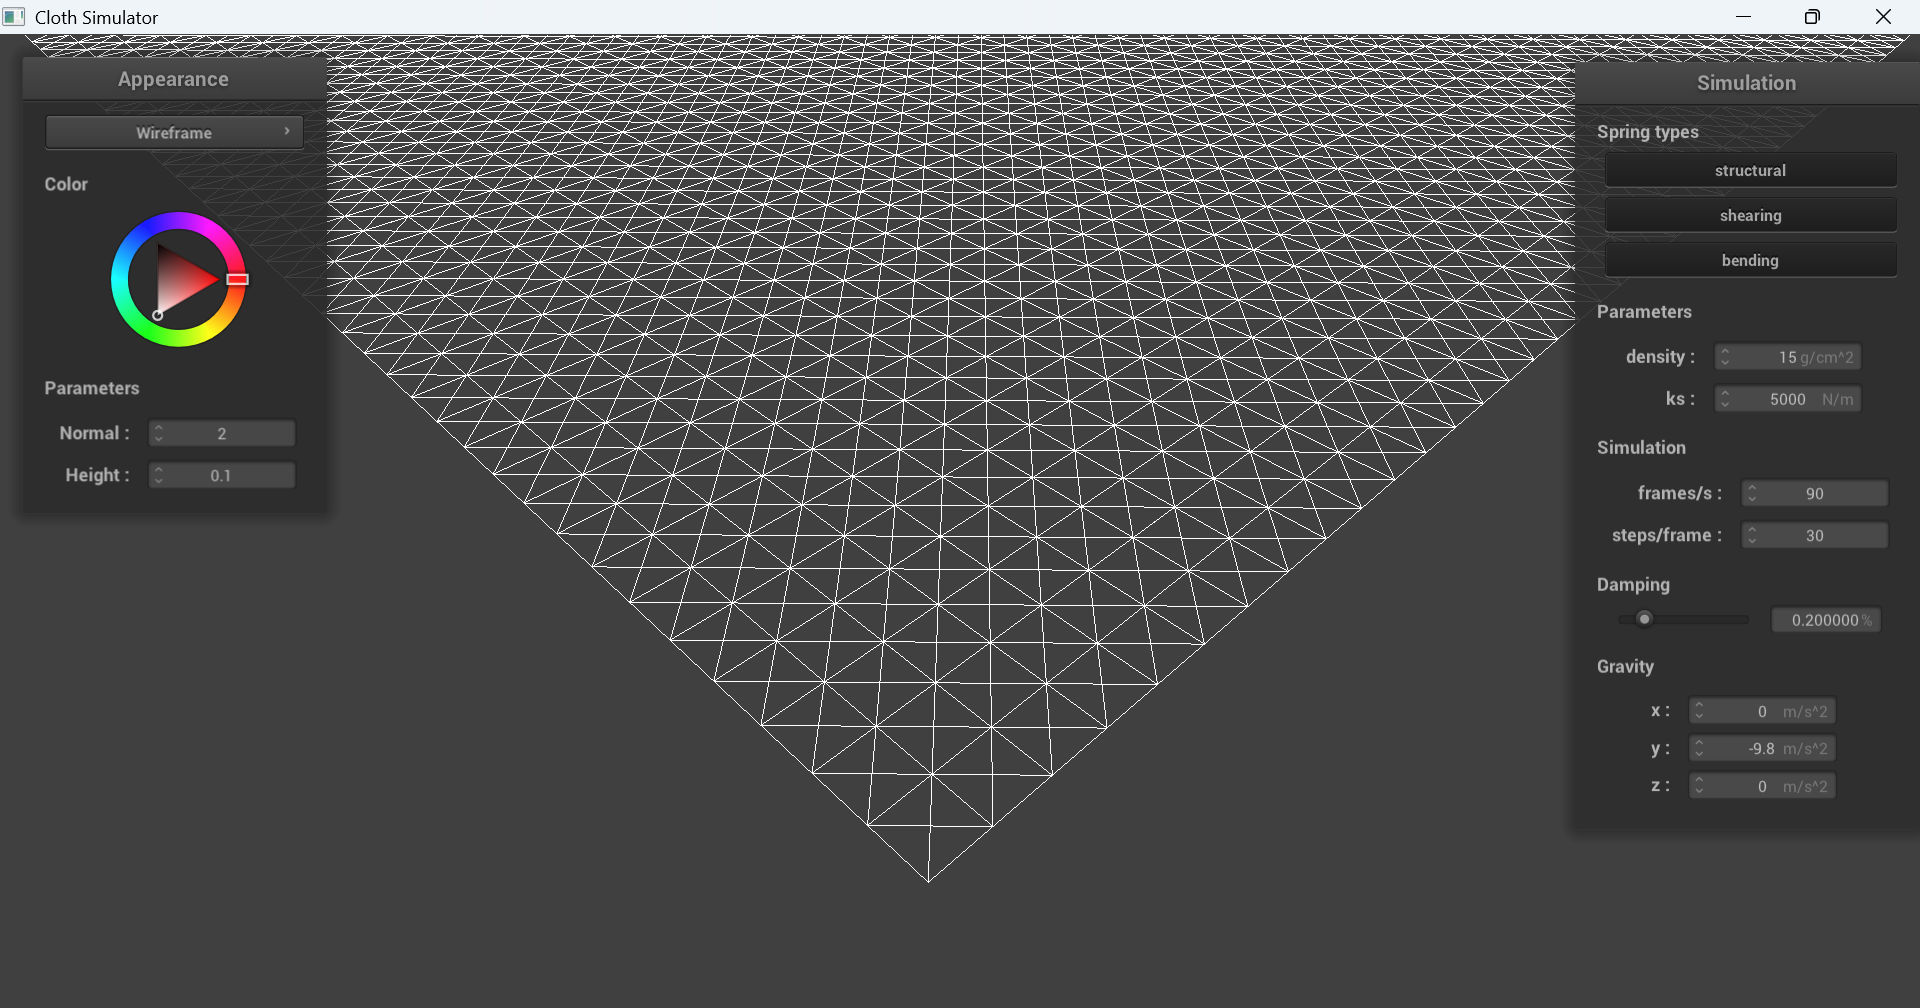 Cloth Simulator
Appearance
Wireframe
Color
Parameters
Normal : 2
Height : 0.1
Simulation
Spring types
structural
shearing
bending
Parameters
density : 15 g/cm^2
ks : 5000 N/m
Simulation
frames/s : 90
steps/frame : 30
Damping
0.200000 %
Gravity
x : 0 m/s^2
y : -9.8 m/s^2
z : 0 m/s^2